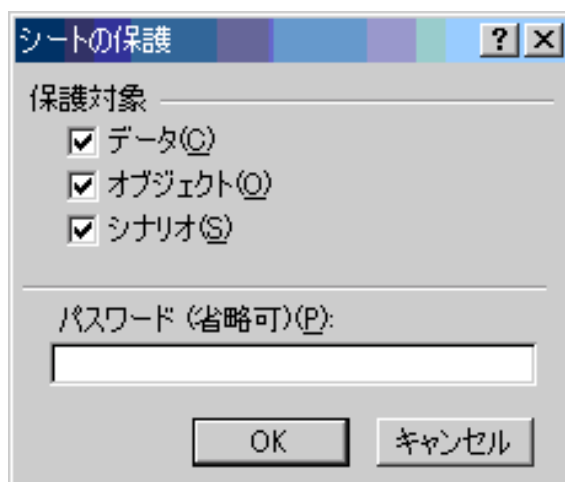 シートの保護
保護対象
データ(C)
オブジェクト(O)
シナリオ(S)
パスワード (省略可)(P):
OK キャンセル